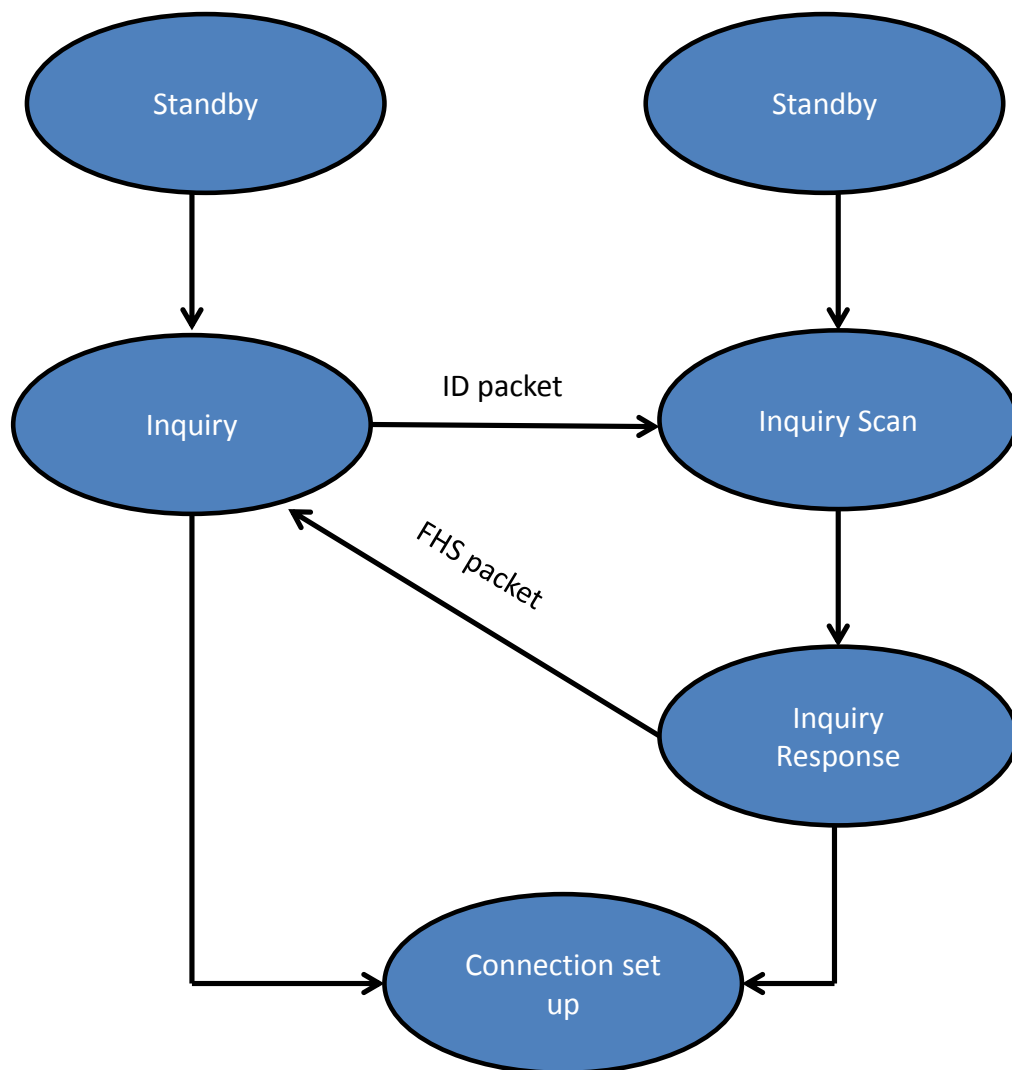 Standby
Standby
ID packet
Inquiry
Inquiry Scan
FHS packet
Inquiry
Response
Connection set
up